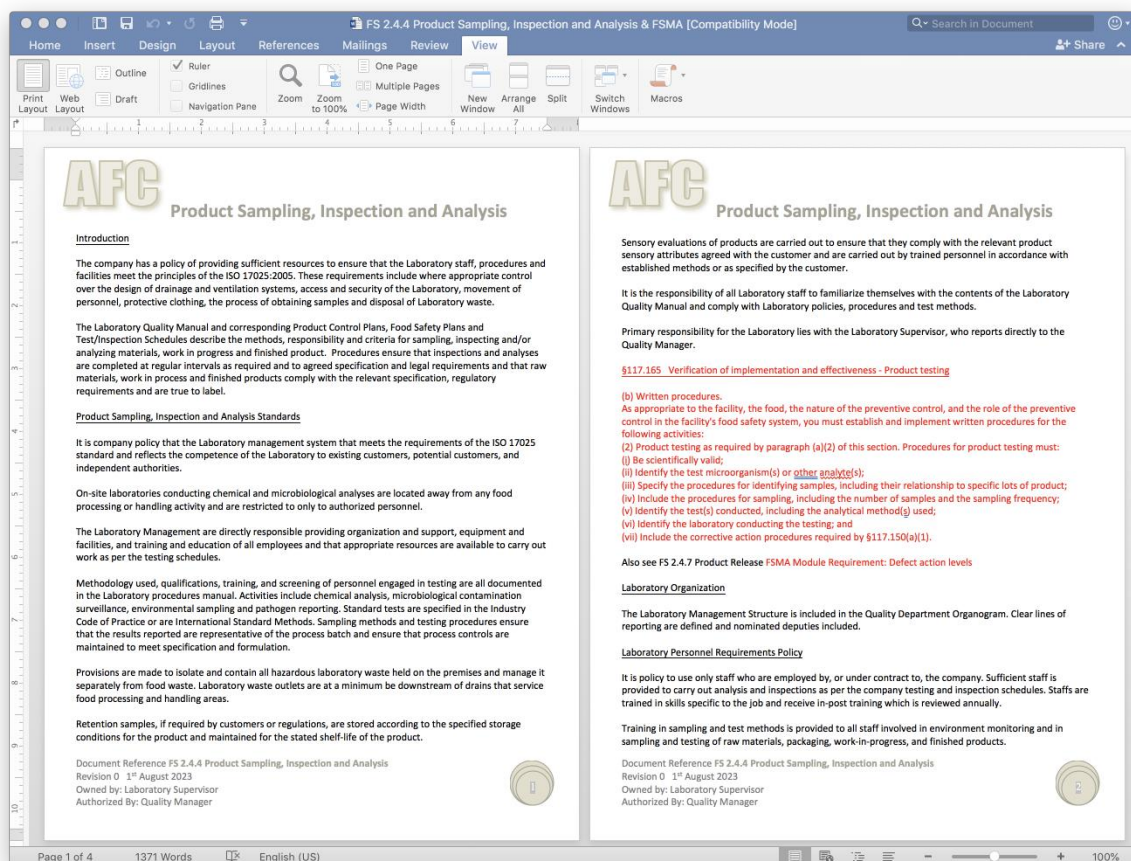 FS 2.4.4 Product Sampling, Inspection and Analysis & FSMA [Compatibility Mode]
Search in Document
Home Insert Design Layout References Mailings Review View
Share
Print Layout
Web Layout
Outline
Draft
Ruler
Gridlines
Navigation Pane
Zoom
Zoom to 100%
One Page
Multiple Pages
Page Width
New Window
Arrange All
Split
Switch Windows
Macros
1 2 3 4 5 6 7
AFC
Product Sampling, Inspection and Analysis
Introduction
The company has a policy of providing sufficient resources to ensure that the Laboratory staff, procedures and
facilities meet the principles of the ISO 17025:2005. These requirements include where appropriate control
over the design of drainage and ventilation systems, access and security of the Laboratory, movement of
personnel, protective clothing, the process of obtaining samples and disposal of Laboratory waste.
The Laboratory Quality Manual and corresponding Product Control Plans, Food Safety Plans and
Test/Inspection Schedules describe the methods, responsibility and criteria for sampling, inspecting and/or
analyzing materials, work in progress and finished product. Procedures ensure that inspections and analyses
are completed at regular intervals as required and to agreed specification and legal requirements and that raw
materials, work in process and finished products comply with the relevant specification, regulatory
requirements and are true to label.
Product Sampling, Inspection and Analysis Standards
It is company policy that the Laboratory management system that meets the requirements of the ISO 17025
standard and reflects the competence of the Laboratory to existing customers, potential customers, and
independent authorities.
On-site laboratories conducting chemical and microbiological analyses are located away from any food
processing or handling activity and are restricted to only to authorized personnel.
The Laboratory Management are directly responsible providing organization and support, equipment and
facilities, and training and education of all employees and that appropriate resources are available to carry out
work as per the testing schedules.
Methodology used, qualifications, training, and screening of personnel engaged in testing are all documented
in the Laboratory procedures manual. Activities include chemical analysis, microbiological contamination
surveillance, environmental sampling and pathogen reporting. Standard tests are specified in the Industry
Code of Practice or are International Standard Methods. Sampling methods and testing procedures ensure
that the results reported are representative of the process batch and ensure that process controls are
maintained to meet specification and formulation.
Provisions are made to isolate and contain all hazardous laboratory waste held on the premises and manage it
separately from food waste. Laboratory waste outlets are at a minimum be downstream of drains that service
food processing and handling areas.
Retention samples, if required by customers or regulations, are stored according to the specified storage
conditions for the product and maintained for the stated shelf-life of the product.
Document Reference FS 2.4.4 Product Sampling, Inspection and Analysis
Revision 0 1st August 2023
Owned by: Laboratory Supervisor
Authorized By: Quality Manager
1
AFC
Product Sampling, Inspection and Analysis
Sensory evaluations of products are carried out to ensure that they comply with the relevant product
sensory attributes agreed with the customer and are carried out by trained personnel in accordance with
established methods or as specified by the customer.
It is the responsibility of all Laboratory staff to familiarize themselves with the contents of the Laboratory
Quality Manual and comply with Laboratory policies, procedures and test methods.
Primary responsibility for the Laboratory lies with the Laboratory Supervisor, who reports directly to the
Quality Manager.
§117.165 Verification of implementation and effectiveness - Product testing
(b) Written procedures.
As appropriate to the facility, the food, the nature of the preventive control, and the role of the preventive
control in the facility's food safety system, you must establish and implement written procedures for the
following activities:
(2) Product testing as required by paragraph (a)(2) of this section. Procedures for product testing must:
(i) Be scientifically valid;
(ii) Identify the test microorganism(s) or other analyte(s);
(iii) Specify the procedures for identifying samples, including their relationship to specific lots of product;
(iv) Include the procedures for sampling, including the number of samples and the sampling frequency;
(v) Identify the test(s) conducted, including the analytical method(s) used;
(vi) Identify the laboratory conducting the testing; and
(vii) Include the corrective action procedures required by §117.150(a)(1).
Also see FS 2.4.7 Product Release FSMA Module Requirement: Defect action levels
Laboratory Organization
The Laboratory Management Structure is included in the Quality Department Organogram. Clear lines of
reporting are defined and nominated deputies included.
Laboratory Personnel Requirements Policy
It is policy to use only staff who are employed by, or under contract to, the company. Sufficient staff is
provided to carry out analysis and inspections as per the company testing and inspection schedules. Staffs are
trained in skills specific to the job and receive in-post training which is reviewed annually.
Training in sampling and test methods is provided to all staff involved in environment monitoring and in
sampling and testing of raw materials, packaging, work-in-progress, and finished products.
Document Reference FS 2.4.4 Product Sampling, Inspection and Analysis
Revision 0 1st August 2023
Owned by: Laboratory Supervisor
Authorized By: Quality Manager
2
Page 1 of 4 1371 Words English (US) 100%